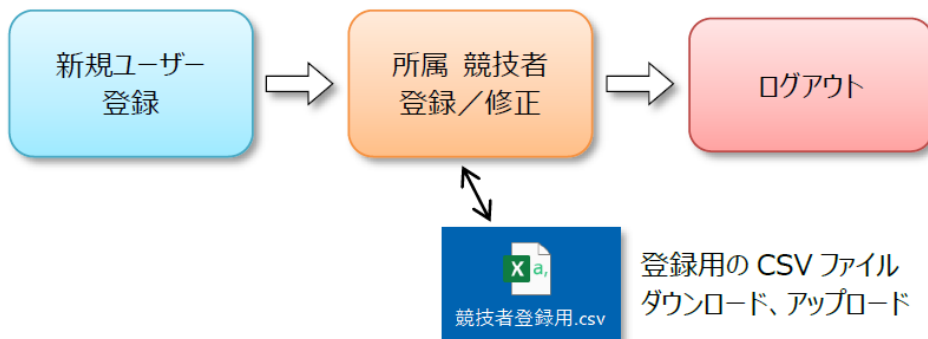 新規ユーザー
登録
所属 競技者
登録／修正
ログアウト
a,
X
競技者登録用.csv
登録用の CSV ファイル
ダウンロード、アップロード